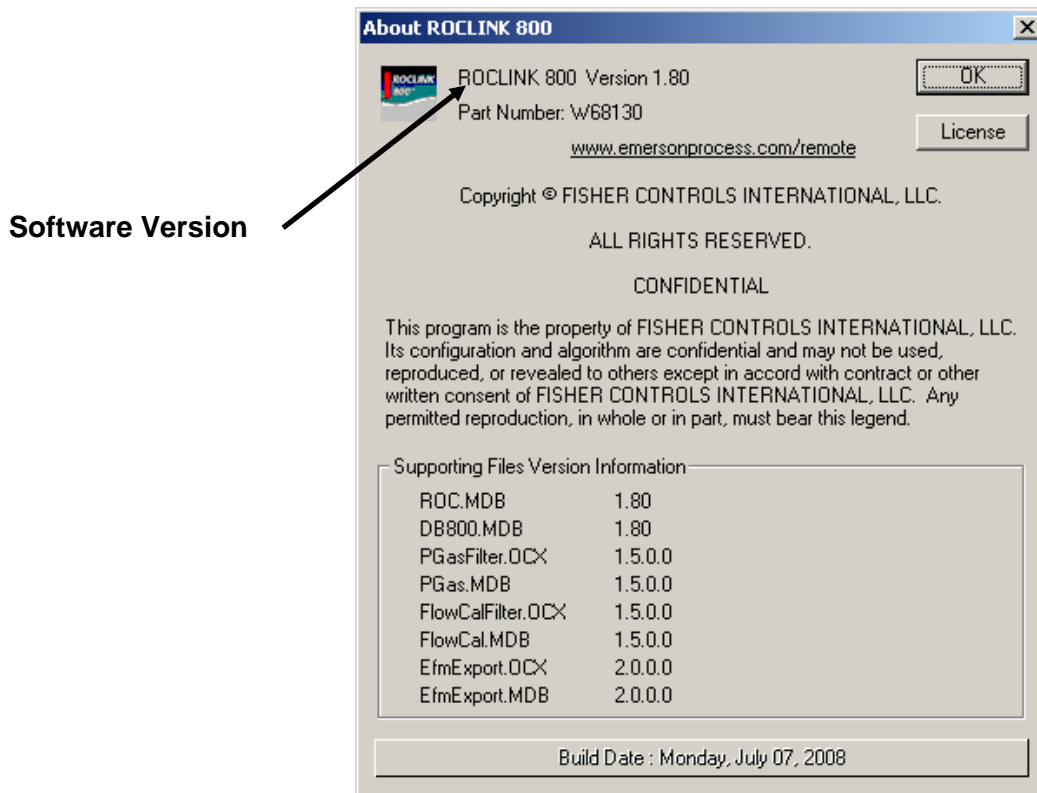 About ROCLINK 800
ROCLINK
800™
ROCLINK 800 Version 1.80
OK
Part Number: W68130
License
www.emersonprocess.com/remote
Copyright © FISHER CONTROLS INTERNATIONAL, LLC.
Software Version
ALL RIGHTS RESERVED.
CONFIDENTIAL
This program is the property of FISHER CONTROLS INTERNATIONAL, LLC.
Its configuration and algorithm are confidential and may not be used,
reproduced, or revealed to others except in accord with contract or other
written consent of FISHER CONTROLS INTERNATIONAL, LLC. Any
permitted reproduction, in whole or in part, must bear this legend.
Supporting Files Version Information
ROC.MDB 1.80
DB800.MDB 1.80
PGasFilter.OCX 1.5.0.0
PGas.MDB 1.5.0.0
FlowCalFilter.OCX 1.5.0.0
FlowCal.MDB 1.5.0.0
EfmExport.OCX 2.0.0.0
EfmExport.MDB 2.0.0.0
Build Date : Monday, July 07, 2008